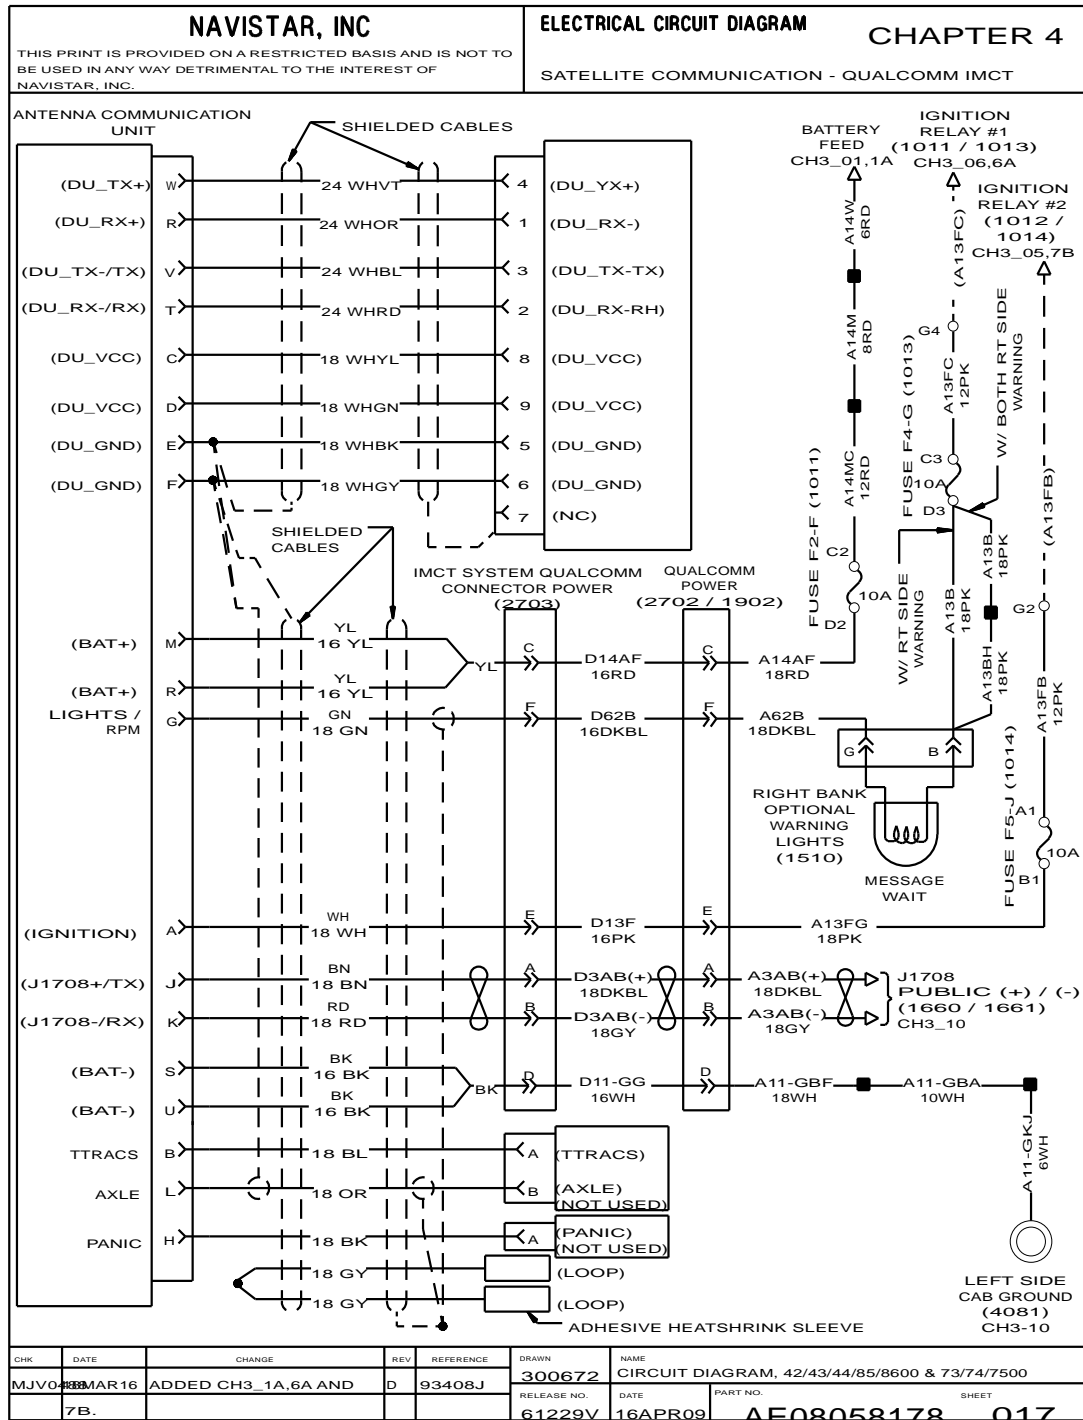 NAVISTAR, INC
THIS PRINT IS PROVIDED ON A RESTRICTED BASIS AND IS NOT TO
BE USED IN ANY WAY DETRIMENTAL TO THE INTEREST OF
NAVISTAR, INC.
ELECTRICAL CIRCUIT DIAGRAM
CHAPTER 4
SATELLITE COMMUNICATION - QUALCOMM IMCT
ANTENNA COMMUNICATION
UNIT
SHIELDED CABLES
BATTERY
FEED
CH3_01,1A
IGNITION
RELAY #1
(1011 / 1013)
CH3_06,6A
IGNITION
RELAY #2
(1012 /
1014)
CH3_05,7B
(DU_TX+) W 24 WHVT 4 (DU_YX+)
(DU_RX+) R 24 WHOR 1 (DU_RX-)
(DU_TX-/TX) V 24 WHBL 3 (DU_TX-TX)
(DU_RX-/RX) T 24 WHRD 2 (DU_RX-RH)
(DU_VCC) C 18 WHYL 8 (DU_VCC)
(DU_VCC) D 18 WHGN 9 (DU_VCC)
(DU_GND) E 18 WHBK 5 (DU_GND)
(DU_GND) F 18 WHGY 6 (DU_GND)
7 (NC)
A14W
6RD
A14M
8RD
A14MC
12RD
FUSE F2-F (1011)
C2
10A
D2
(A13FC)
G4
A13FC
12PK
FUSE F4-G (1013)
C3
10A
D3
W/ BOTH RT SIDE
WARNING
W/ RT SIDE
WARNING
A13B
18PK
A13B
18PK
A13BH
18PK
(A13FB)
G2
A13FB
12PK
FUSE F5-J (1014)
A1
10A
B1
SHIELDED
CABLES
IMCT SYSTEM QUALCOMM
CONNECTOR POWER
(2703)
QUALCOMM
POWER
(2702 / 1902)
(BAT+) M YL
16 YL
(BAT+) R YL
16 YL
YL C D14AF
16RD
C A14AF
18RD
LIGHTS /
RPM
G GN
18 GN
F D62B
16DKBL
F A62B
18DKBL
G B
RIGHT BANK
OPTIONAL
WARNING
LIGHTS
(1510)
MESSAGE
WAIT
(IGNITION) A WH
18 WH
E D13F
16PK
E A13FG
18PK
(J1708+/TX) J BN
18 BN
A D3AB(+)
18DKBL
A A3AB(+)
18DKBL
(J1708-/RX) K RD
18 RD
B D3AB(-)
18GY
B A3AB(-)
18GY
J1708
PUBLIC (+) / (-)
(1660 / 1661)
CH3_10
(BAT-) S BK
16 BK
(BAT-) U BK
16 BK
BK D D11-GG
16WH
D A11-GBF
18WH
A11-GBA
10WH
A11-GKJ
6WH
TTRACS B 18 BL A (TTRACS)
AXLE L 18 OR B (AXLE)
(NOT USED)
PANIC H 18 BK A (PANIC)
(NOT USED)
18 GY (LOOP)
18 GY (LOOP)
ADHESIVE HEATSHRINK SLEEVE
LEFT SIDE
CAB GROUND
(4081)
CH3-10
CHK DATE CHANGE REV REFERENCE
ADDED CH3_1A,6A AND D 93408J
7B.
DRAWN
300672
NAME
CIRCUIT DIAGRAM, 42/43/44/85/8600 & 73/74/7500
RELEASE NO.
61229V
DATE
16APR09
PART NO.
AE08058178
SHEET
017